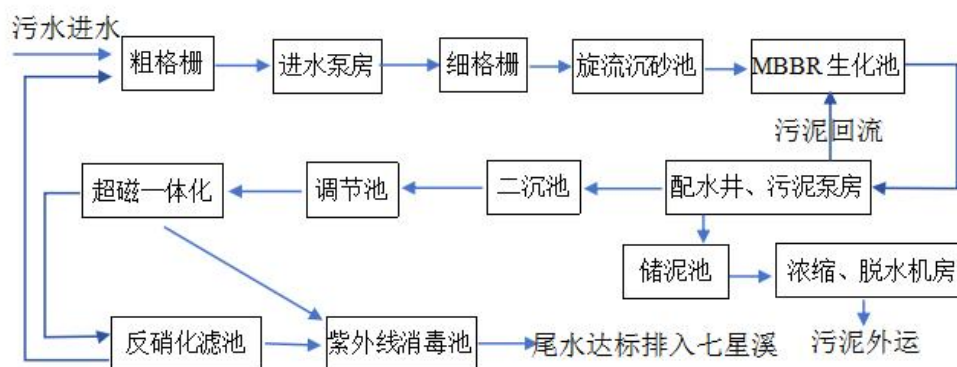 污水进水
粗格栅
进水泵房
细格栅
旋流沉砂池
MBBR 生化池
污泥回流
超磁一体化
调节池
二沉池
配水井、污泥泵房
储泥池
浓缩、脱水机房
反硝化滤池
紫外线消毒池
尾水达标排入七星溪
污泥外运